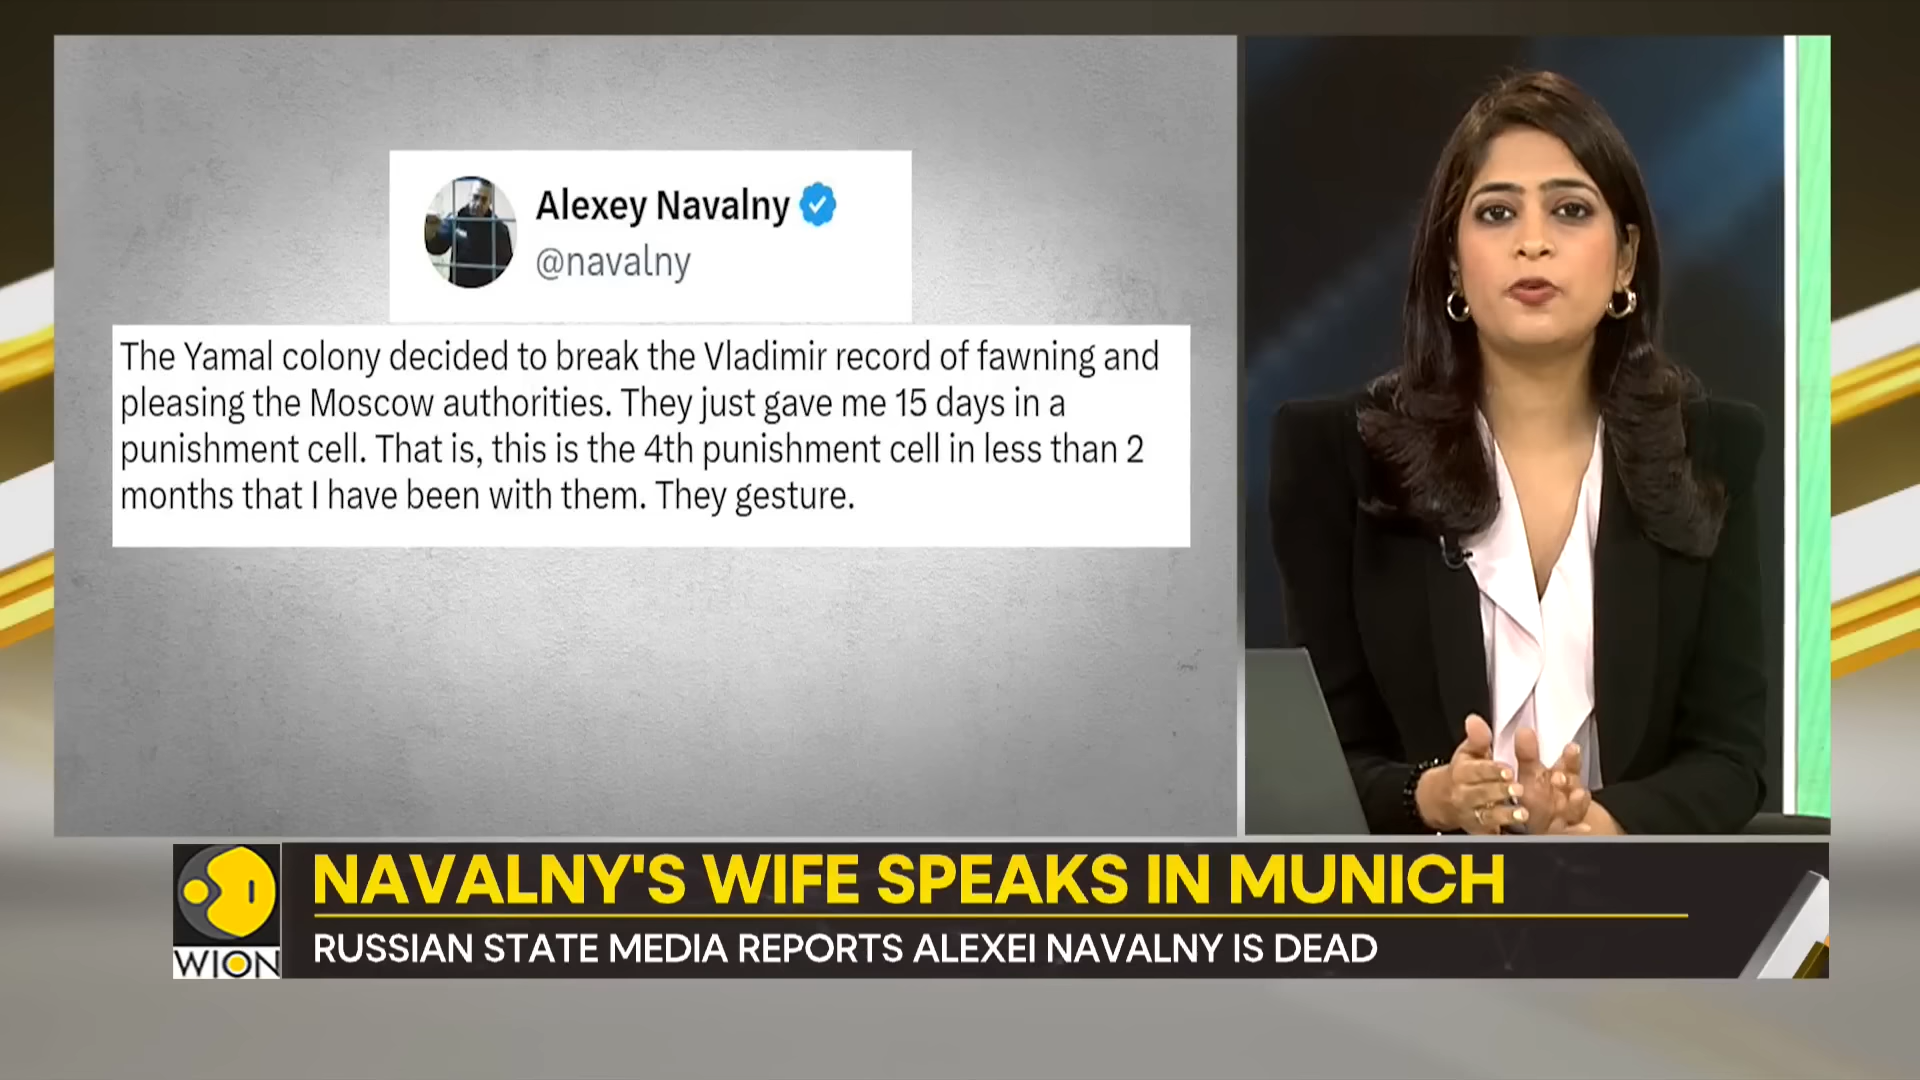 Alexey Navalny
@navalny
The Yamal colony decided to break the Vladimir record of fawning and
pleasing the Moscow authorities. They just gave me 15 days in a
punishment cell. That is, this is the 4th punishment cell in less than 2
months that I have been with them. They gesture.
NAVALNY'S WIFE SPEAKS IN MUNICH
RUSSIAN STATE MEDIA REPORTS ALEXEI NAVALNY IS DEAD
WION